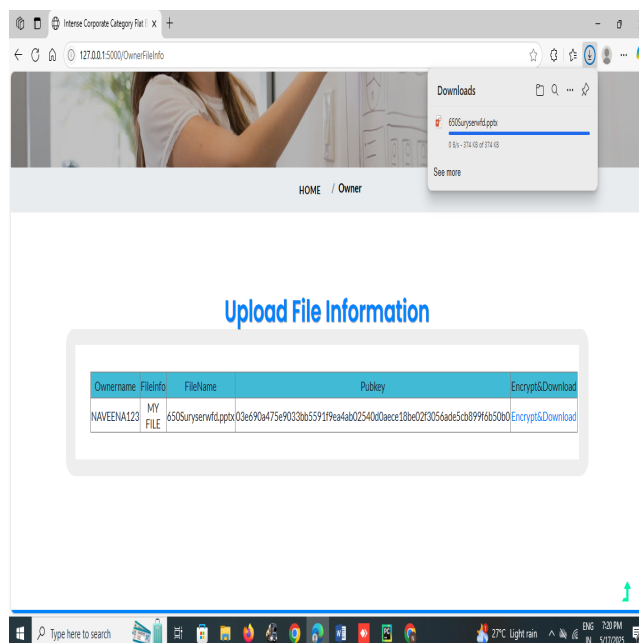 Intense Corporate Category Flat
127.0.0.1:5000/OwnerFileInfo
Downloads
650Suryserwfd.pptx
0 B/s - 374 KB of 374 KB
See more
HOME / Owner
Upload File Information
Ownername Fileinfo FileName Pubkey Encrypt&Download
NAVEENA123 MY FILE 650Suryserwfd.pptx 03e690a475e9033bb5591f9ea4ab02540d0aece18be02f3056ade5cb899f6b50b0 Encrypt&Download
Type here to search
27°C Light rain
ENG
IN
7:20 PM
5/17/2025